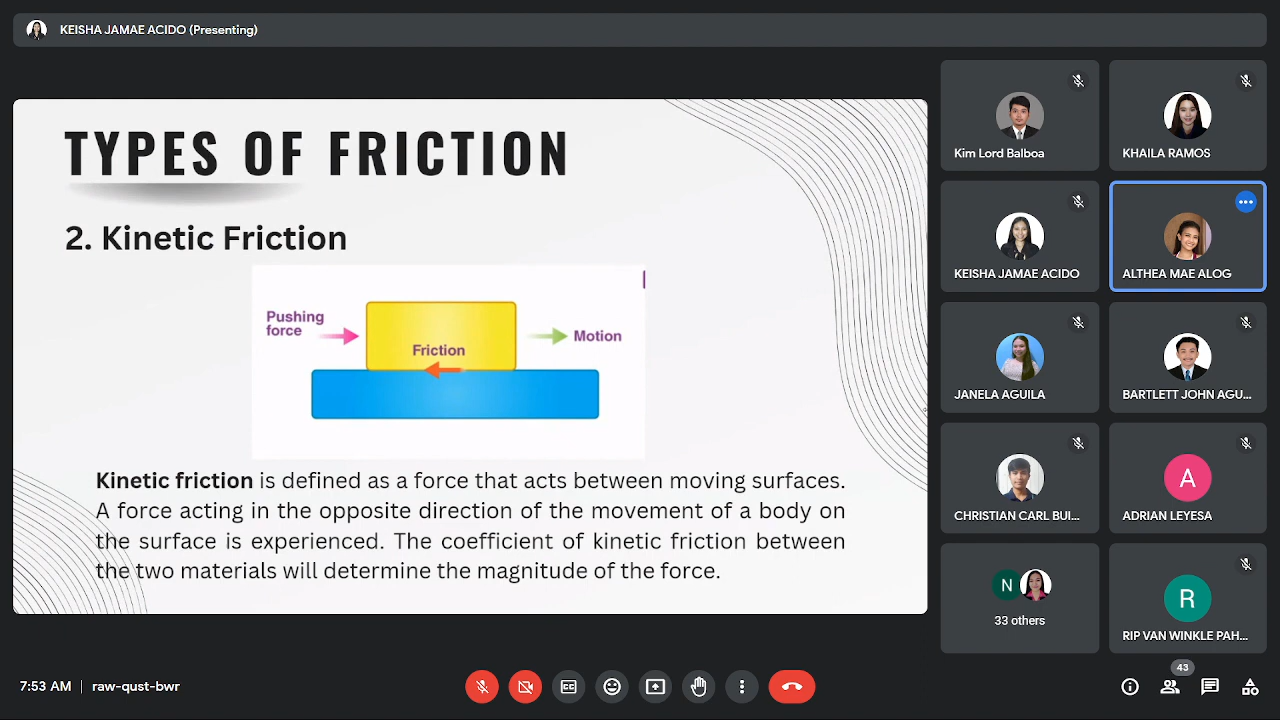 KEISHA JAMAE ACIDO (Presenting)
TYPES OF FRICTION
2. Kinetic Friction
Pushing
force
Friction
Motion
Kinetic friction is defined as a force that acts between moving surfaces.
A force acting in the opposite direction of the movement of a body on
the surface is experienced. The coefficient of kinetic friction between
the two materials will determine the magnitude of the force.
Kim Lord Balboa
KHAILA RAMOS
KEISHA JAMAE ACIDO
ALTHEA MAE ALOG
JANELA AGUILA
BARTLETT JOHN AGU...
CHRISTIAN CARL BUI...
A
ADRIAN LEYESA
N
33 others
R
RIP VAN WINKLE PAH...
7:53 AM | raw-qust-bwr
43